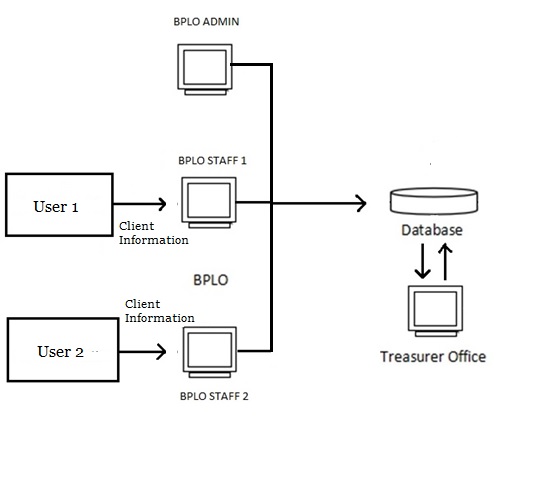 BPLO ADMIN
BPLO STAFF 1
User 1
Client
Information
Database
BPLO
Client
Information
User 2
Treasurer Office
BPLO STAFF 2